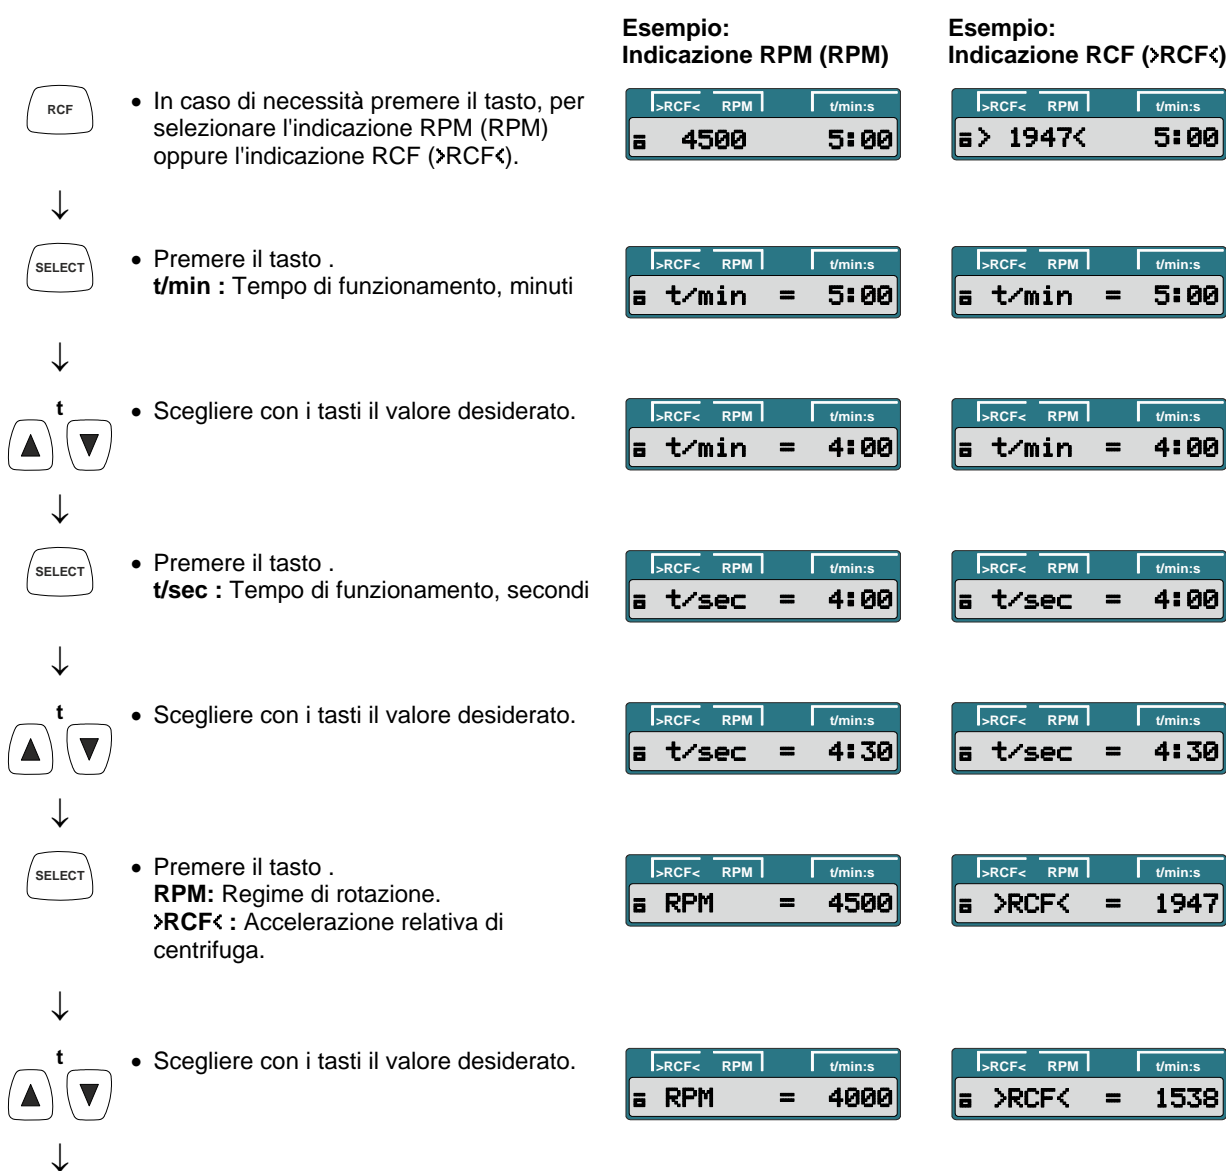 Esempio:
Indicazione RPM (RPM)
Esempio:
Indicazione RCF (>RCF<)
RCF
• In caso di necessità premere il tasto, per
selezionare l'indicazione RPM (RPM)
oppure l'indicazione RCF (>RCF<).
>RCF< RPM t/min:s
4500 5:00
>RCF< RPM t/min:s
> 1947< 5:00
↓
SELECT
• Premere il tasto .
t/min : Tempo di funzionamento, minuti
>RCF< RPM t/min:s
t/min = 5:00
>RCF< RPM t/min:s
t/min = 5:00
↓
t
▲ ▼
• Scegliere con i tasti il valore desiderato.
>RCF< RPM t/min:s
t/min = 4:00
>RCF< RPM t/min:s
t/min = 4:00
↓
SELECT
• Premere il tasto .
t/sec : Tempo di funzionamento, secondi
>RCF< RPM t/min:s
t/sec = 4:00
>RCF< RPM t/min:s
t/sec = 4:00
↓
t
▲ ▼
• Scegliere con i tasti il valore desiderato.
>RCF< RPM t/min:s
t/sec = 4:30
>RCF< RPM t/min:s
t/sec = 4:30
↓
SELECT
• Premere il tasto .
RPM: Regime di rotazione.
>RCF< : Accelerazione relativa di
centrifuga.
>RCF< RPM t/min:s
RPM = 4500
>RCF< RPM t/min:s
>RCF< = 1947
↓
t
▲ ▼
• Scegliere con i tasti il valore desiderato.
>RCF< RPM t/min:s
RPM = 4000
>RCF< RPM t/min:s
>RCF< = 1538
↓